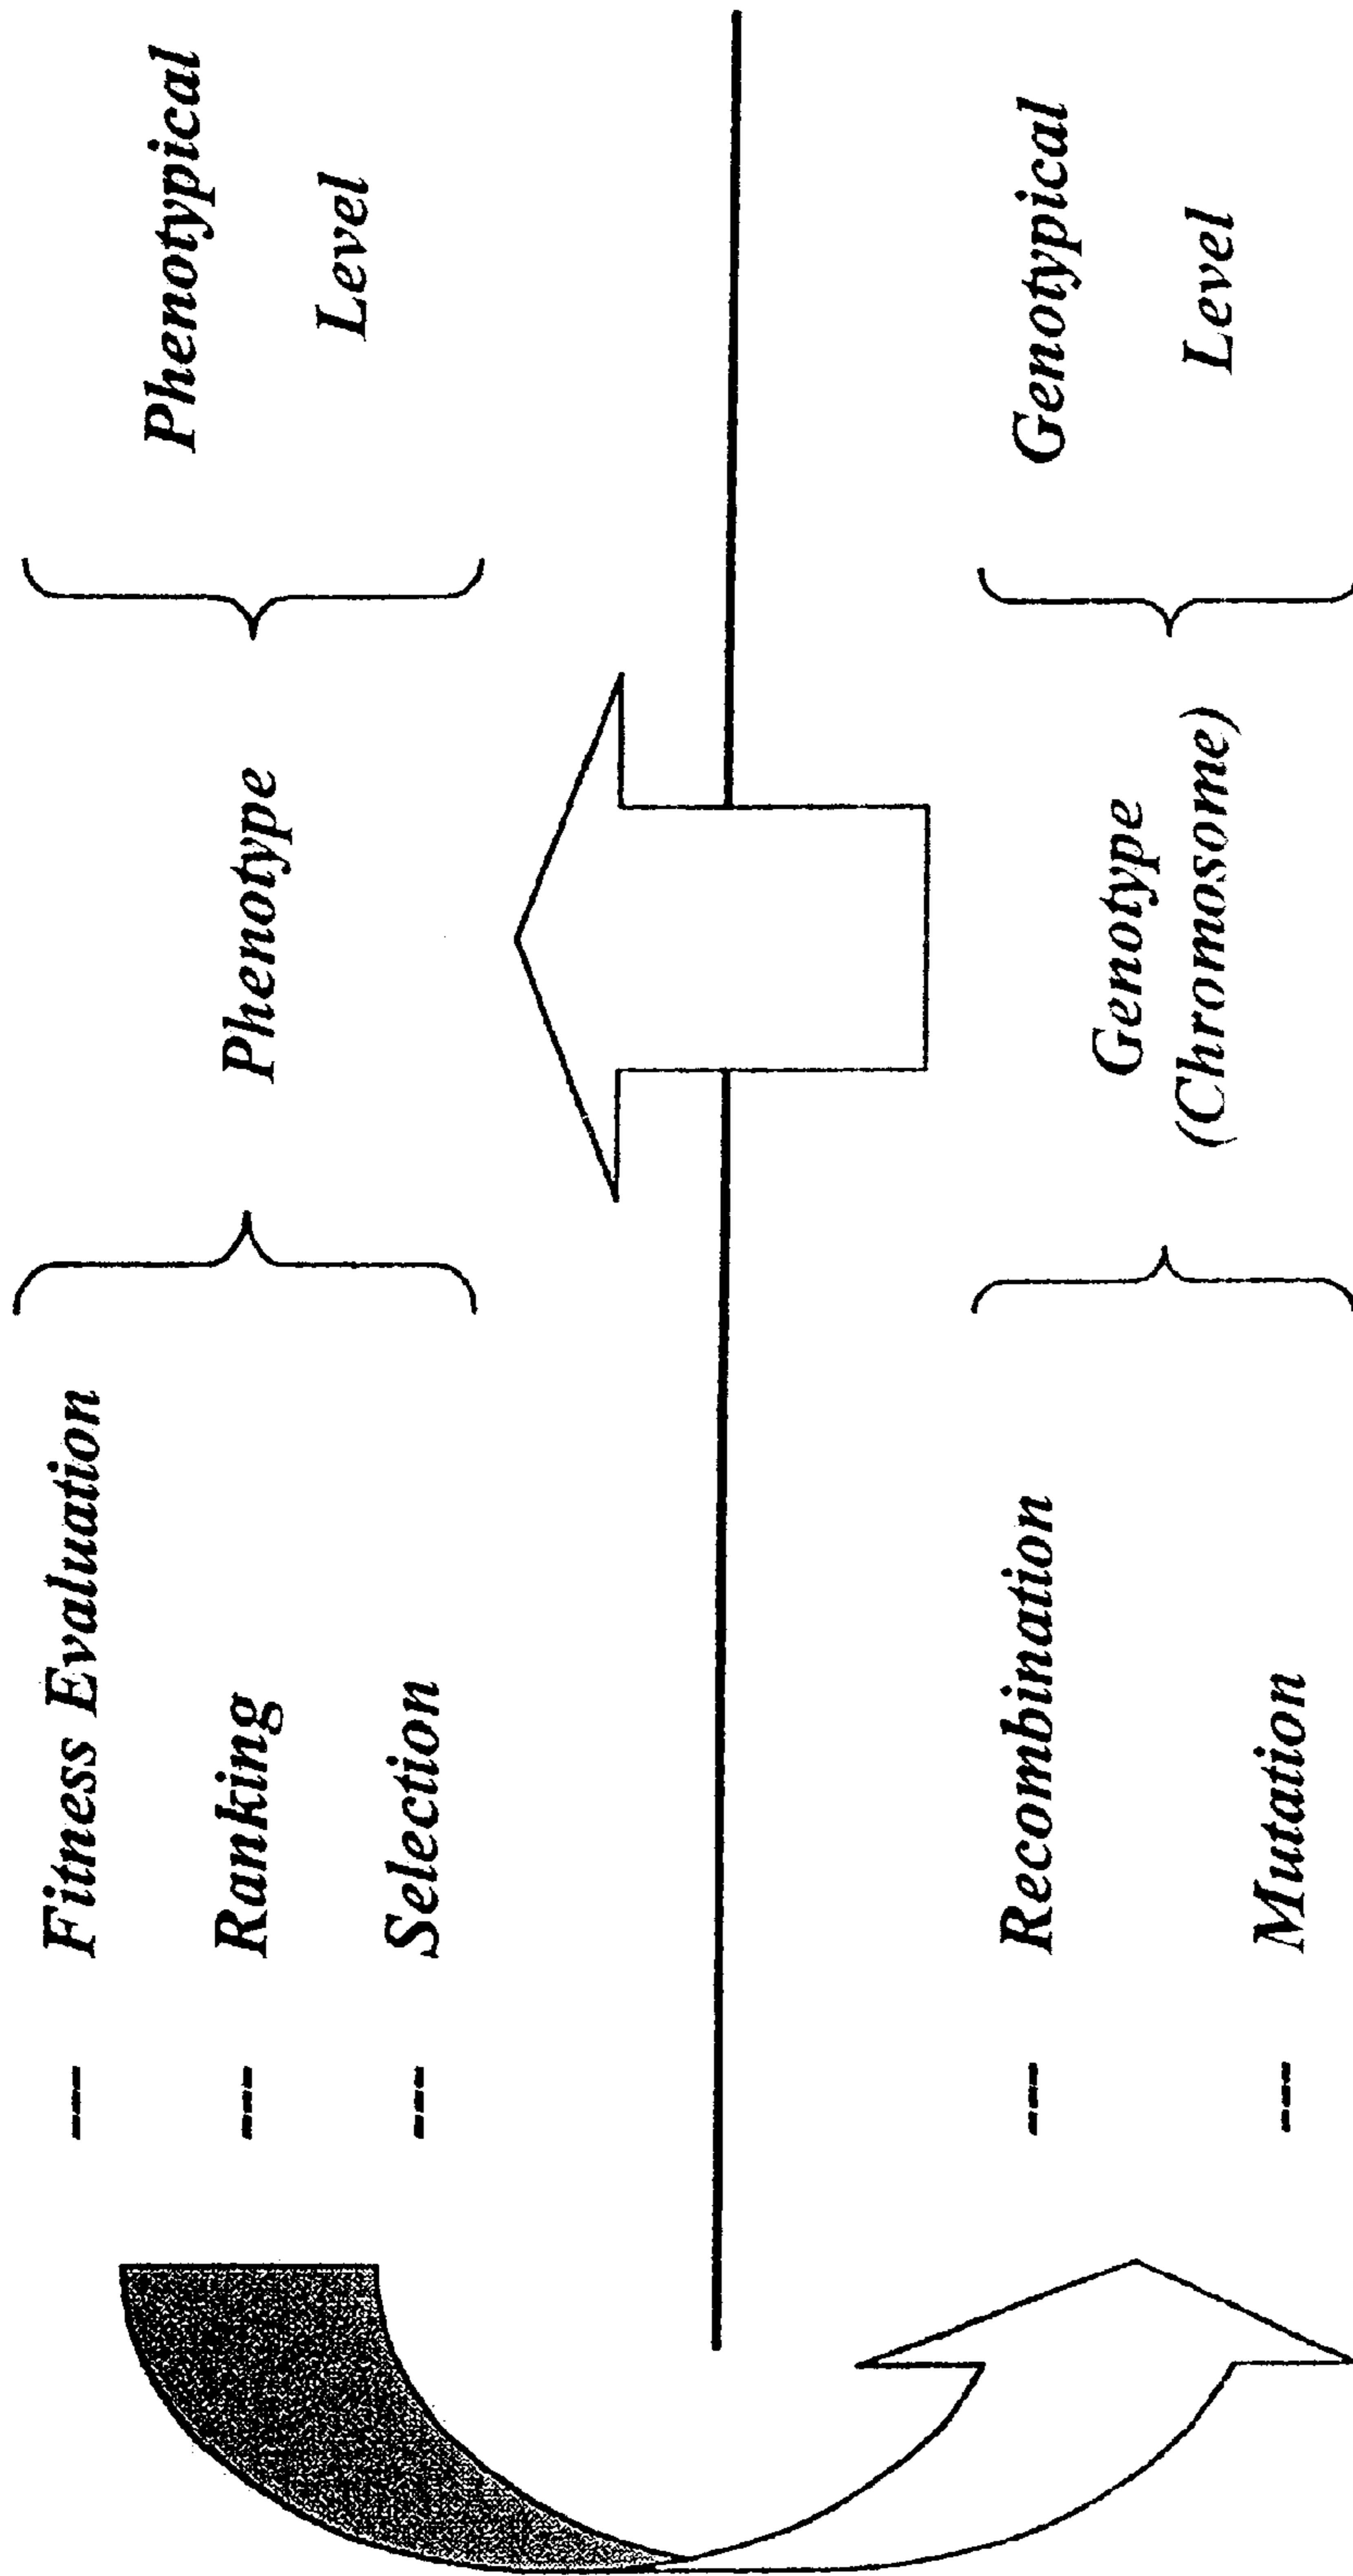 --- Fitness Evaluation
--- Ranking
--- Selection
Phenotype
Phenotypical
Level
--- Recombination
--- Mutation
Genotype
(Chromosome)
Genotypical
Level